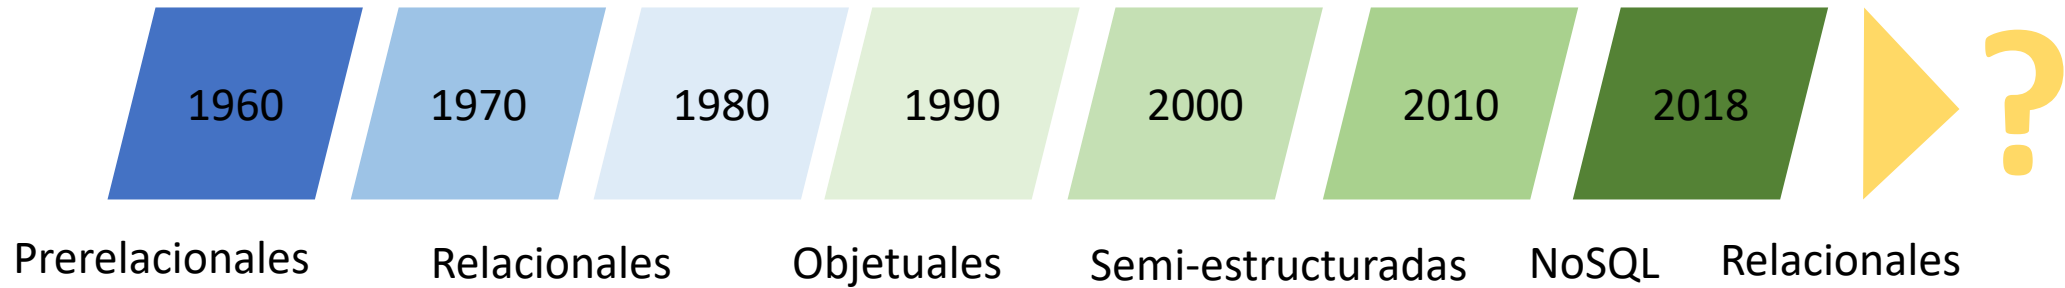 1960 1970 1980 1990 2000 2010 2018 ?
Prerelacionales Relacionales Objetuales Semi-estructuradas NoSQL Relacionales